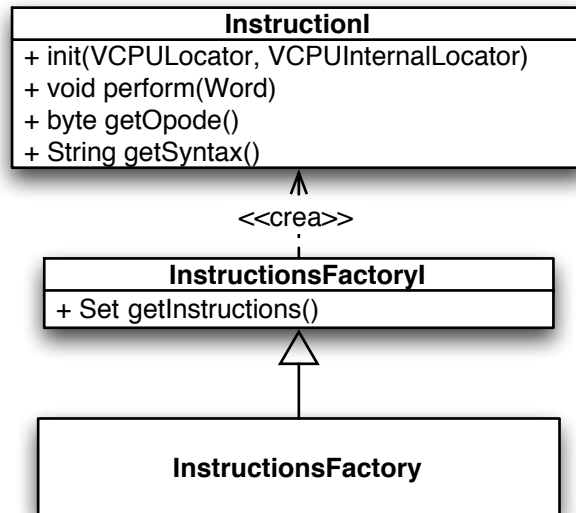 InstructionI
+ init(VCPULocator, VCPUInternalLocator)
+ void perform(Word)
+ byte getOpode()
+ String getSyntax()
<<crea>>
InstructionsFactoryI
+ Set getInstructions()
InstructionsFactory